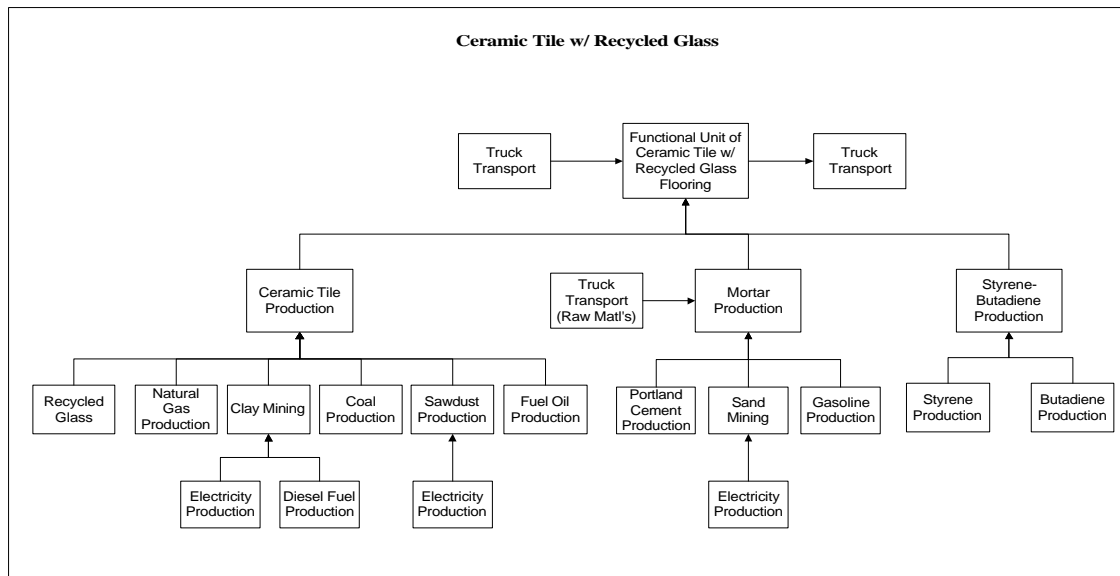 Ceramic Tile w/ Recycled Glass
Truck
Transport
Functional Unit of
Ceramic Tile w/
Recycled Glass
Flooring
Truck
Transport
Ceramic Tile
Production
Truck
Transport
(Raw Matl's)
Mortar
Production
Styrene-
Butadiene
Production
Recycled
Glass
Natural
Gas
Production
Clay Mining
Coal
Production
Sawdust
Production
Fuel Oil
Production
Portland
Cement
Production
Sand
Mining
Gasoline
Production
Styrene
Production
Butadiene
Production
Electricity
Production
Diesel Fuel
Production
Electricity
Production
Electricity
Production